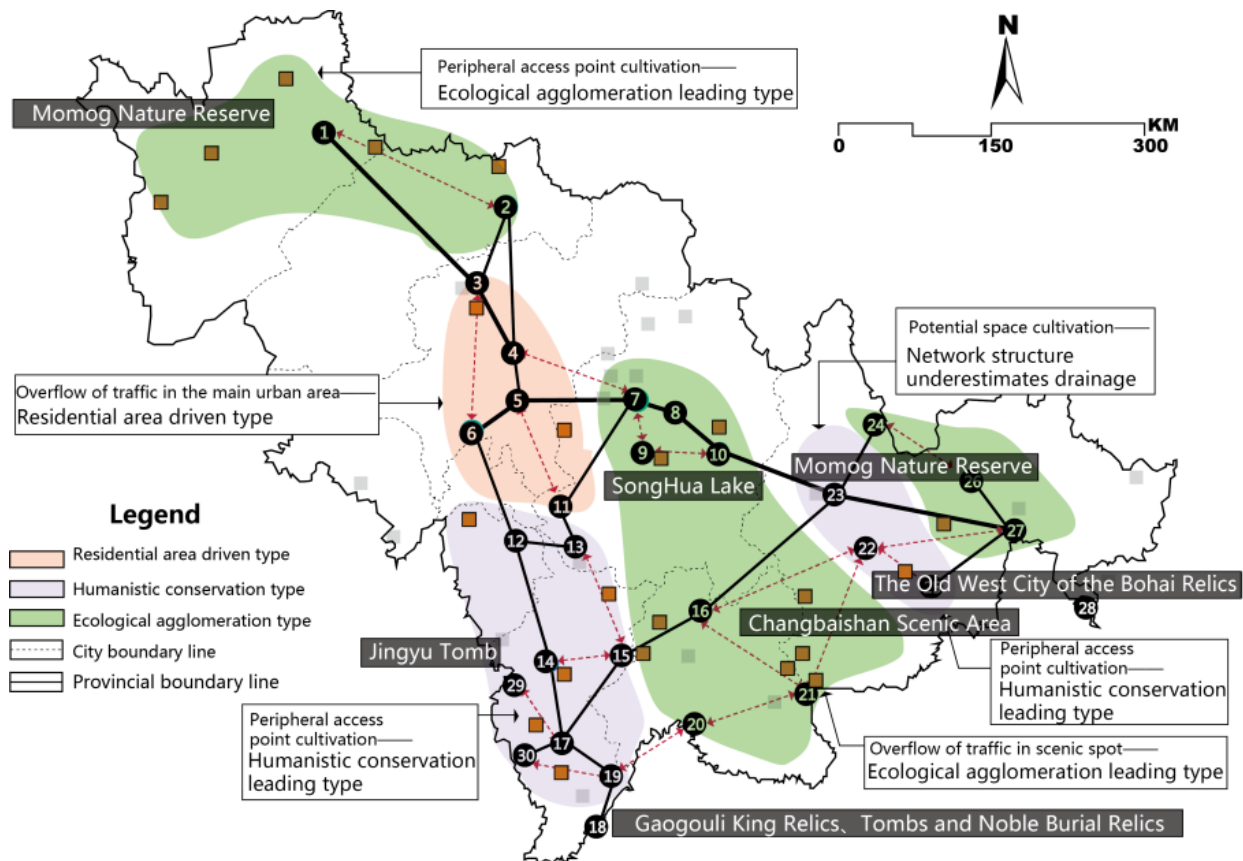 N
KM
0
150
300
Peripheral access point cultivation——
Ecological agglomeration leading type
Momog Nature Reserve
1
2
3
4
5
6
7
8
9
10
11
12
13
14
15
16
17
18
19
20
21
22
23
24
26
27
28
29
30
Potential space cultivation——
Network structure
underestimates drainage
Overflow of traffic in the main urban area——
Residential area driven type
Momog Nature Reserve
SongHua Lake
The Old West City of the Bohai Relics
Changbaishan Scenic Area
Jingyu Tomb
Legend
Residential area driven type
Humanistic conservation type
Ecological agglomeration type
City boundary line
Provincial boundary line
Peripheral access
point cultivation——
Humanistic conservation
leading type
Peripheral access
point cultivation——
Humanistic conservation
leading type
Overflow of traffic in scenic spot——
Ecological agglomeration leading type
Gaogouli King Relics、Tombs and Noble Burial Relics